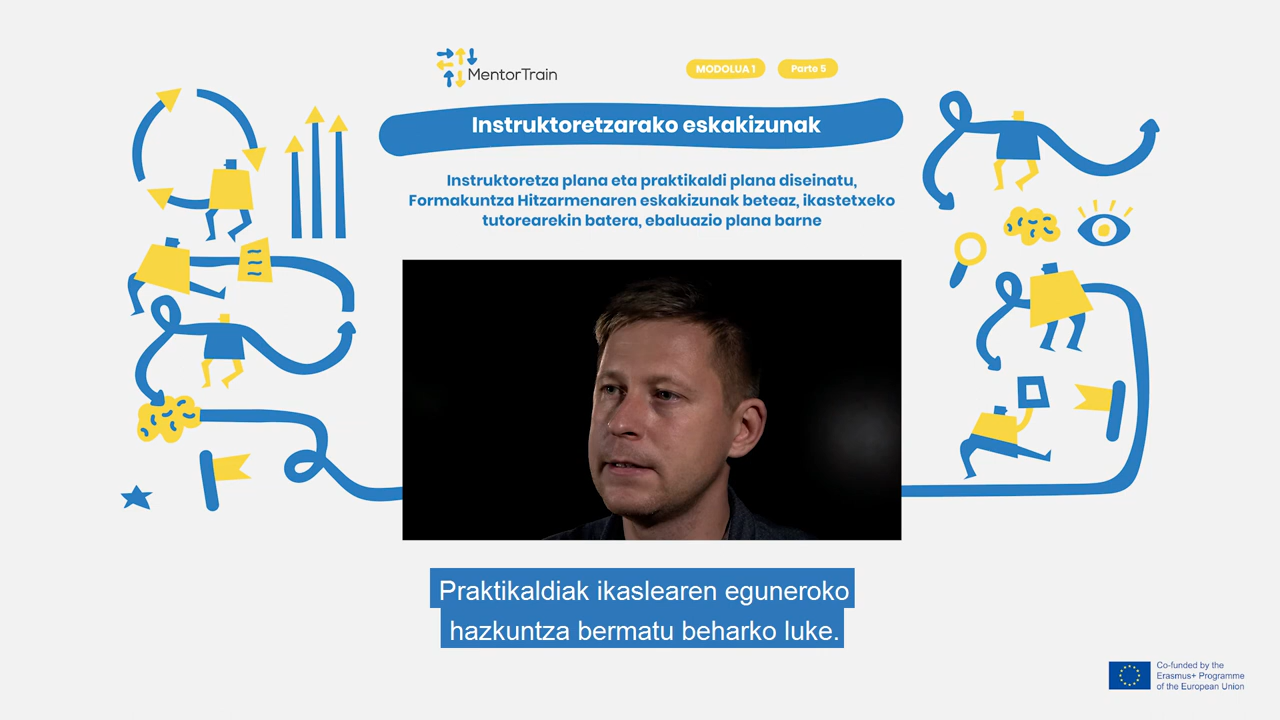 MentorTrain
MODOLUA 1
Parte 5
Instruktoretzarako eskakizunak
Instruktoretza plana eta praktikaldi plana diseinatu,
Formakuntza Hitzarmenaren eskakizunak beteaz, ikastetxeko
tutorearekin batera, ebaluazio plana barne
Praktikaldiak ikaslearen eguneroko
hazkuntza bermatu beharko luke.
Co-funded by the
Erasmus+ Programme
of the European Union